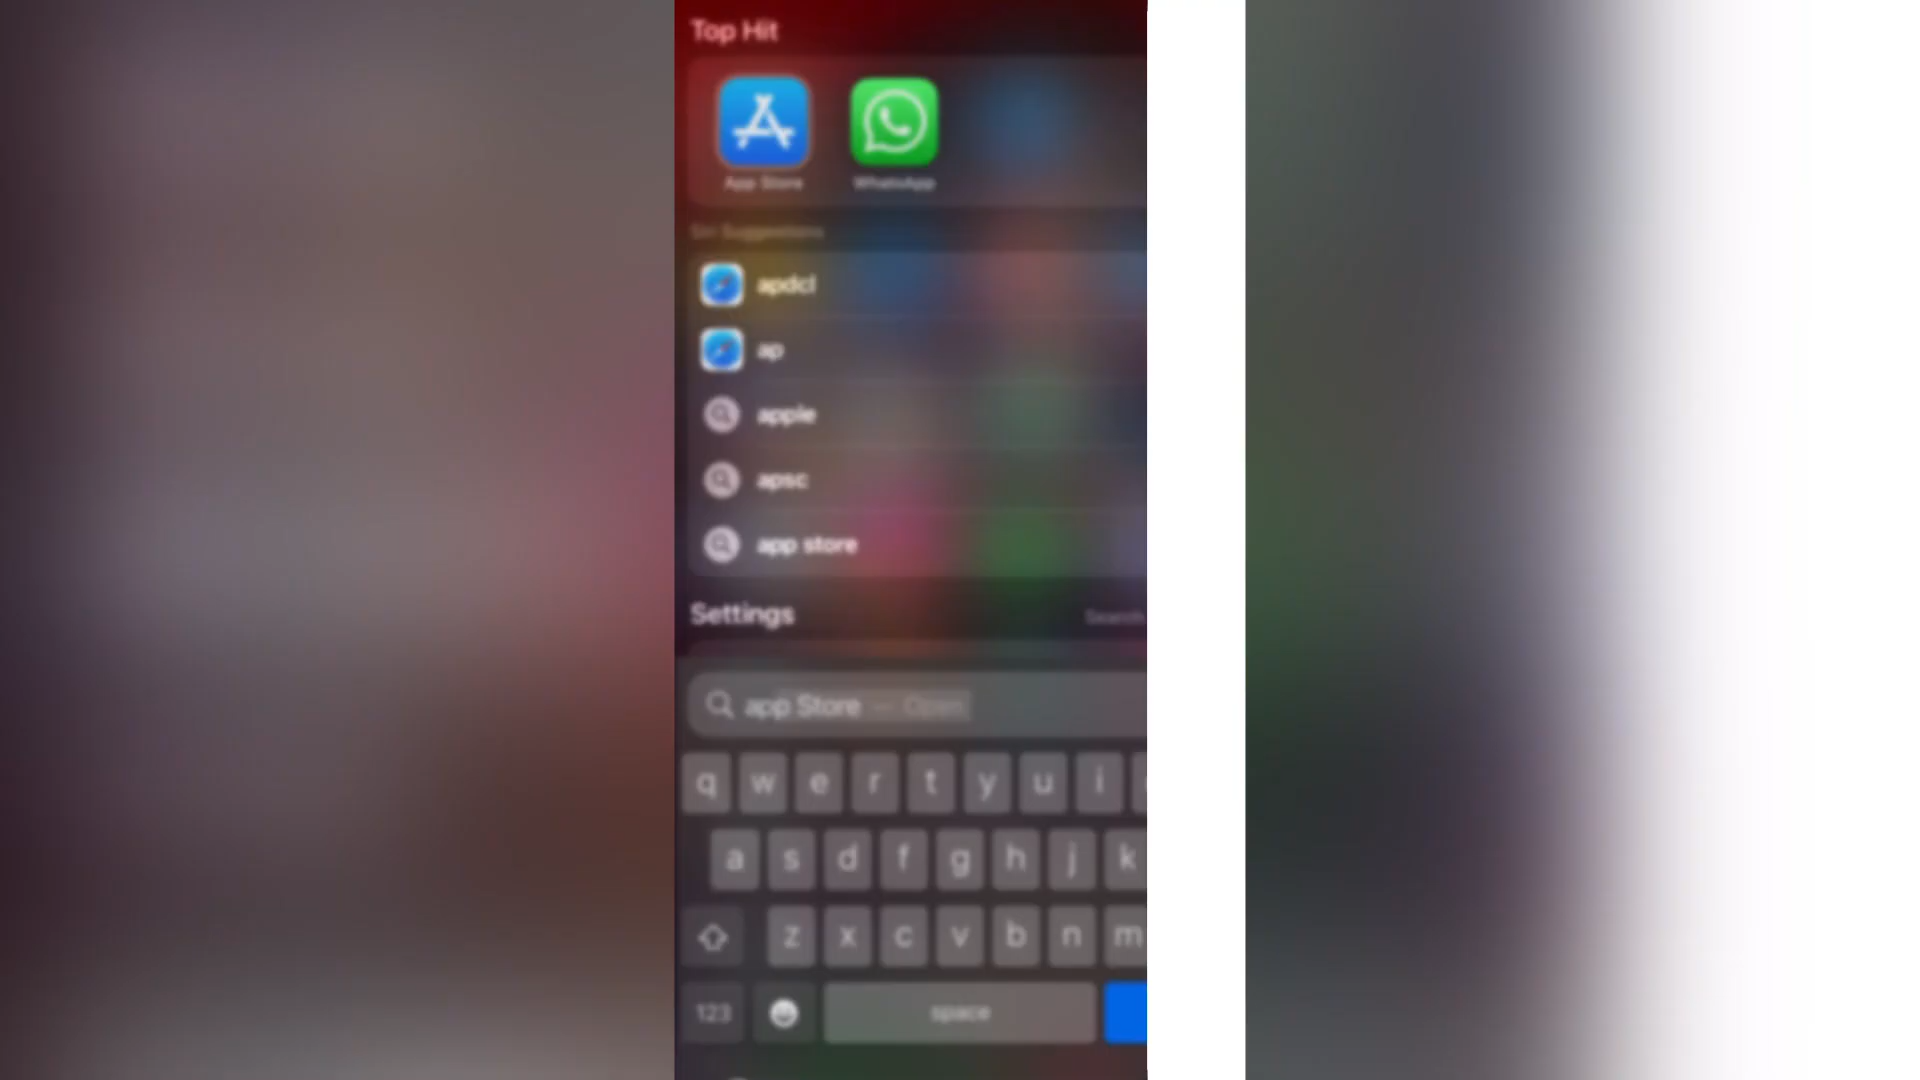 Top Hit
App Store
WhatsApp
Siri Suggestions
apdcl
ap
apple
apsc
app store
Settings
Search
app Store — Open
q w e r t y u i
a s d f g h j k
z x c v b n m
123
space